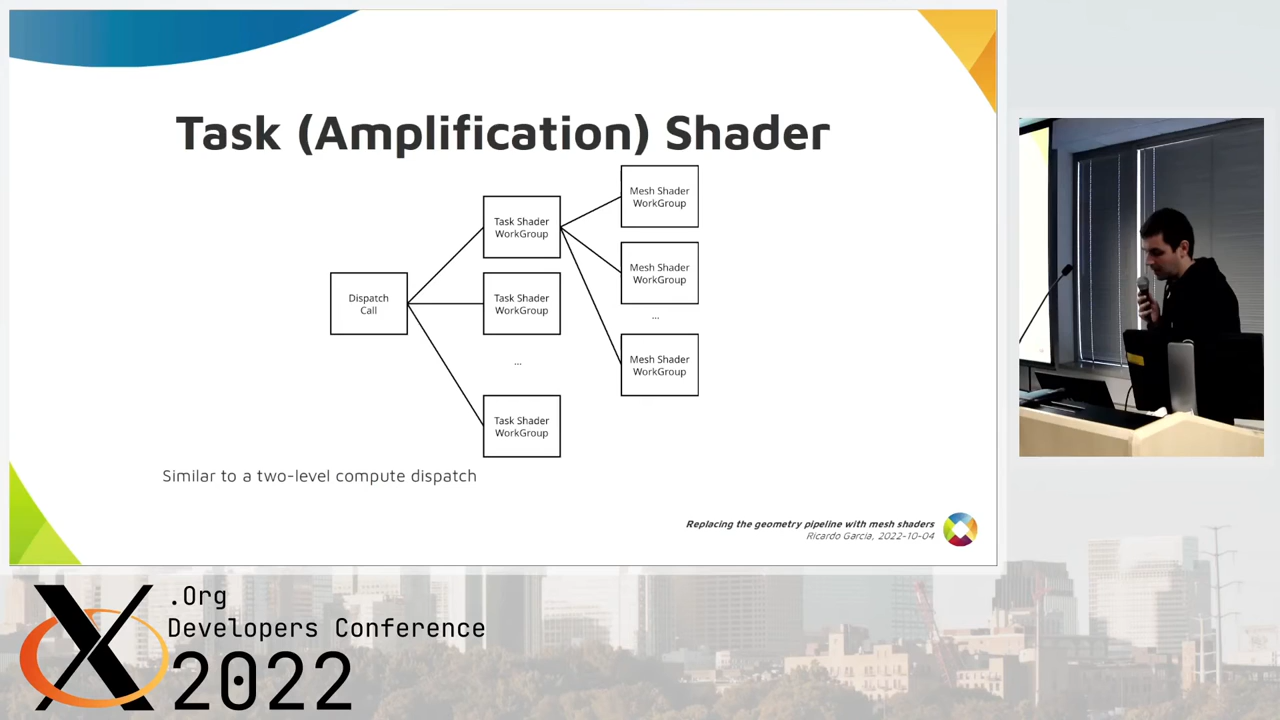 Task (Amplification) Shader
Dispatch
Call
Task Shader
WorkGroup
Task Shader
WorkGroup
...
Task Shader
WorkGroup
Mesh Shader
WorkGroup
Mesh Shader
WorkGroup
...
Mesh Shader
WorkGroup
Similar to a two-level compute dispatch
Replacing the geometry pipeline with mesh shaders
Ricardo Garcia, 2022-10-04
X.Org
Developers Conference
2022